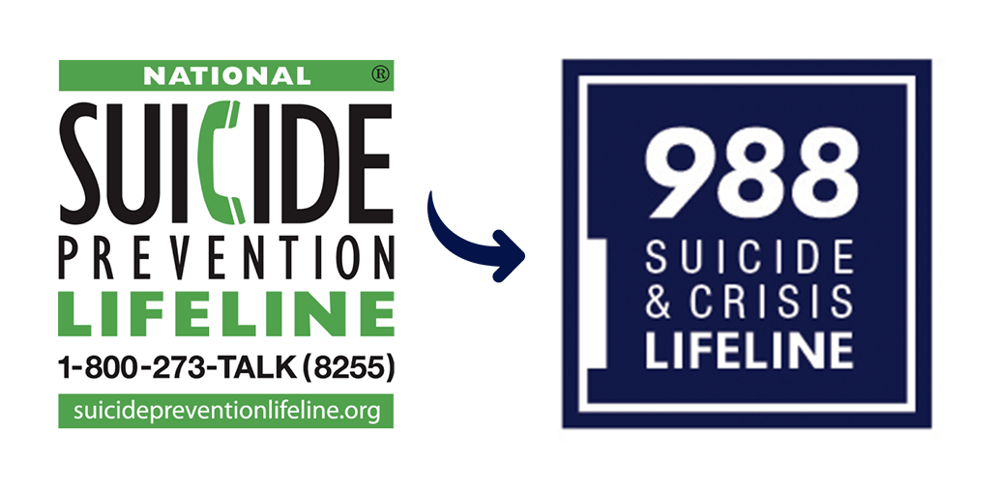 NATIONAL ®
SUICIDE
PREVENTION
LIFELINE
1-800-273-TALK (8255)
suicidepreventionlifeline.org
988
SUICIDE
& CRISIS
LIFELINE